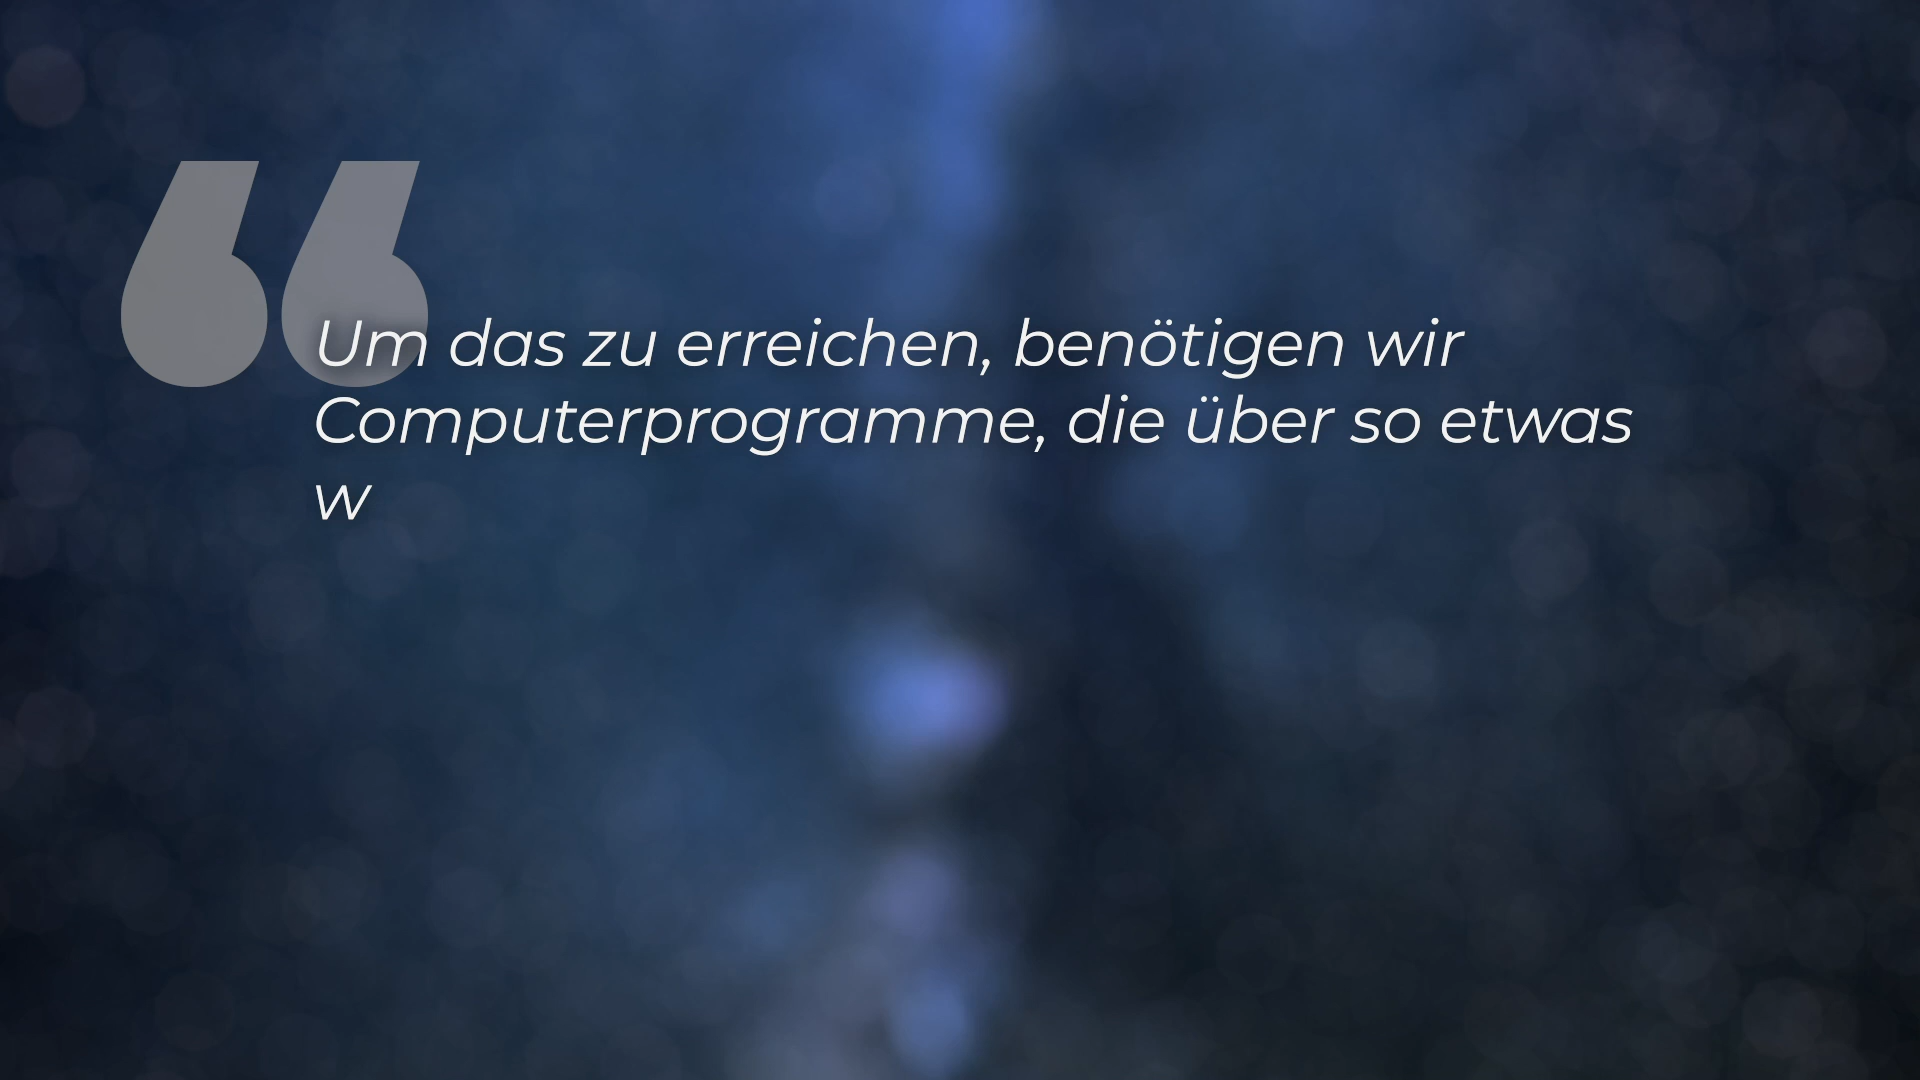 Um das zu erreichen, benötigen wir
Computerprogramme, die über so etwas
w